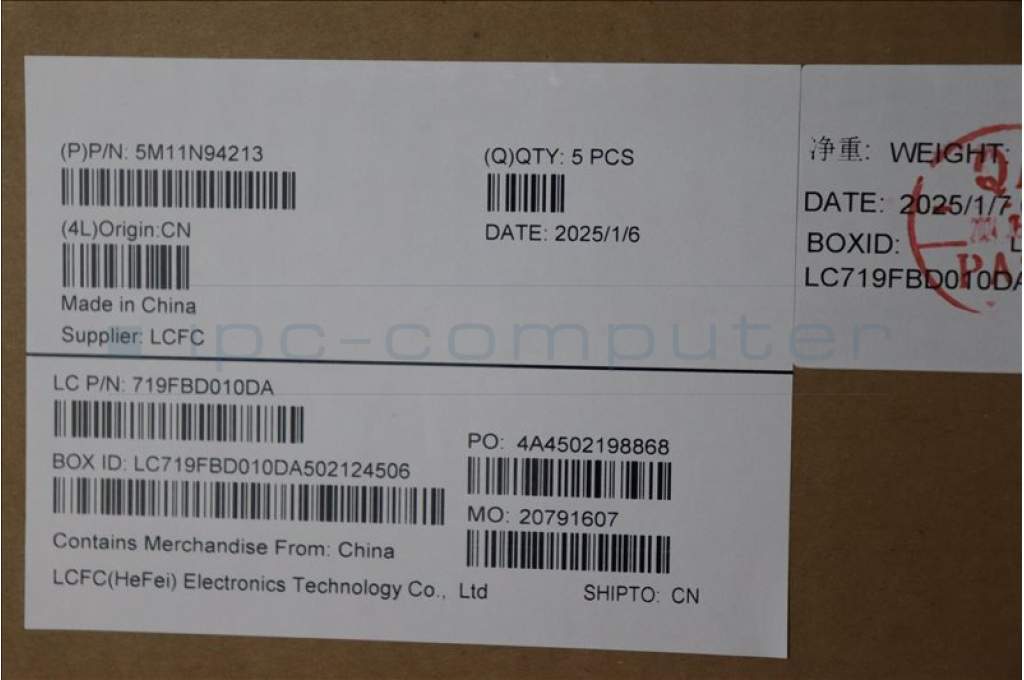 (P)P/N: 5M11N94213
(Q)QTY: 5 PCS
(4L)Origin:CN
DATE: 2025/1/6
Made in China
Supplier: LCFC
净重: WEIGHT:
DATE: 2025/1/7
BOXID:
LC719FBD010DA
ipc-computer
LC P/N: 719FBD010DA
PO: 4A4502198868
BOX ID: LC719FBD010DA502124506
MO: 20791607
Contains Merchandise From: China
LCFC(HeFei) Electronics Technology Co., Ltd
SHIPTO: CN